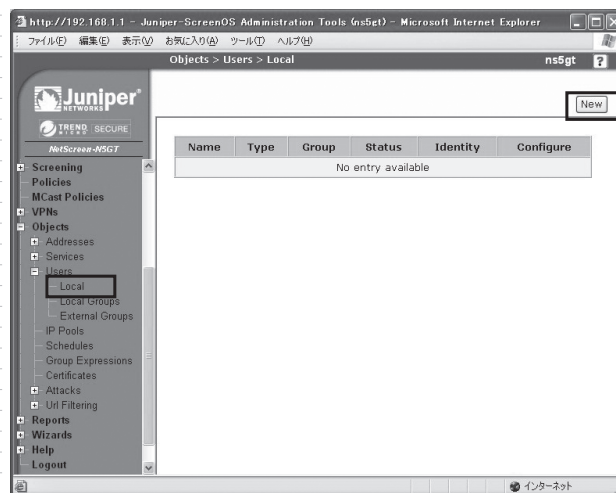 http://192.168.1.1 - Juniper-ScreenOS Administration Tools (ns5gt) - Microsoft Internet Explorer
ファイル(F) 編集(E) 表示(V) お気に入り(A) ツール(T) ヘルプ(H)
Objects > Users > Local ns5gt ?
Juniper NETWORKS
TREND MICRO SECURE
NetScreen-NSGT
New
Name Type Group Status Identity Configure
No entry available
Screening
Policies
MCast Policies
VPNs
Objects
Addresses
Services
Users
Local
Local Groups
External Groups
IP Pools
Schedules
Group Expressions
Certificates
Attacks
Url Filtering
Reports
Wizards
Help
Logout
インターネット